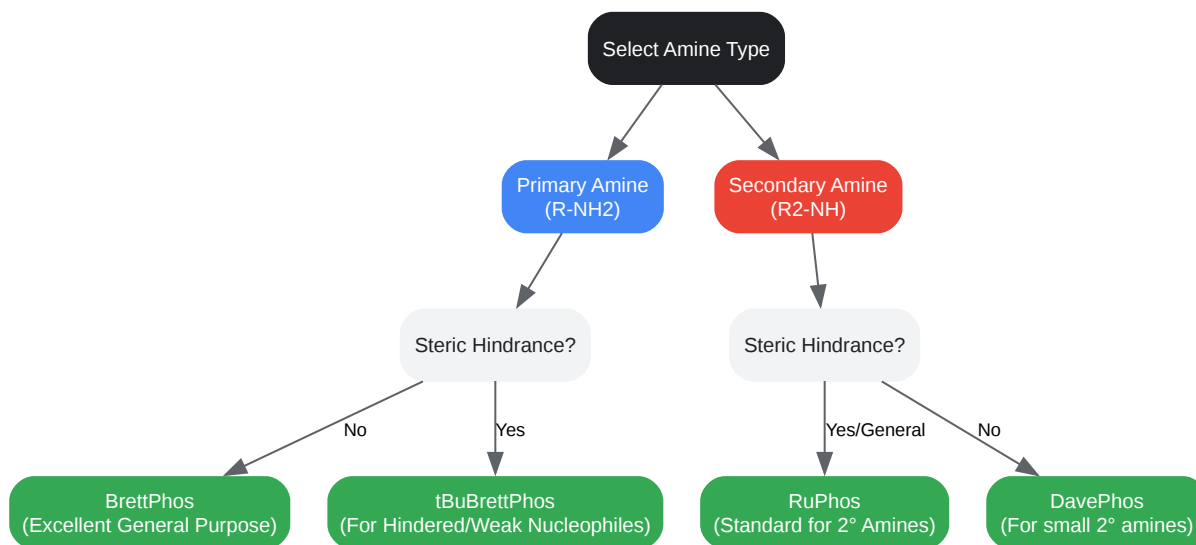 Select Amine Type
Primary Amine
(R-NH2)
Secondary Amine
(R2-NH)
Steric Hindrance?
Steric Hindrance?
No
Yes
Yes/General
No
BrettPhos
(Excellent General Purpose)
tBuBrettPhos
(For Hindered/Weak Nucleophiles)
RuPhos
(Standard for 2° Amines)
DavePhos
(For small 2° amines)